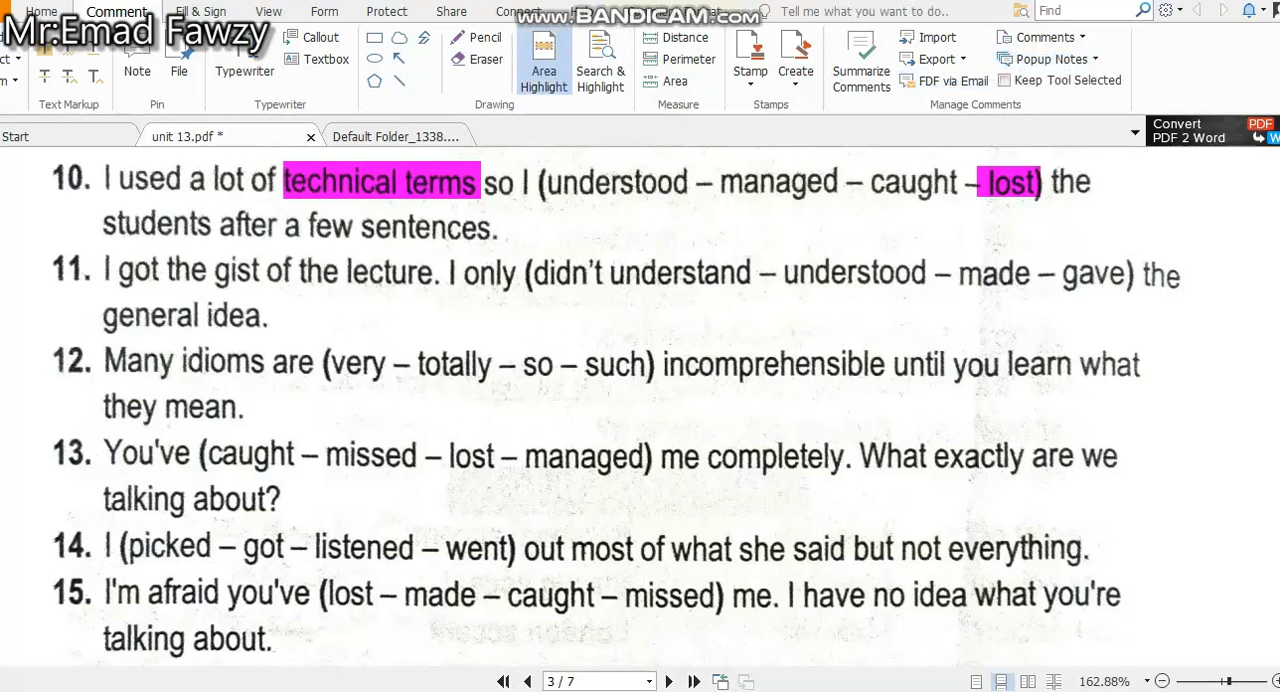 Home Comment Fill & Sign View Form Protect Share Connect Tell me what you want to do.. Find
www.BANDICAM.com
Mr:Emad Fawzy
Note File Typewriter Callout Textbox Pencil Eraser Area Highlight Search & Highlight Distance Perimeter Area Stamp Create Summarize Comments Import Export FDF via Email Comments Popup Notes Keep Tool Selected
Text Markup Pin Typewriter Drawing Measure Stamps Manage Comments
Start unit 13.pdf * Default Folder_1338.... Convert PDF 2 Word PDF
10. I used a lot of technical terms so I (understood – managed – caught – lost) the
students after a few sentences.
11. I got the gist of the lecture. I only (didn't understand – understood – made – gave) the
general idea.
12. Many idioms are (very – totally – so – such) incomprehensible until you learn what
they mean.
13. You've (caught – missed – lost – managed) me completely. What exactly are we
talking about?
14. I (picked – got – listened – went) out most of what she said but not everything.
15. I'm afraid you've (lost – made – caught – missed) me. I have no idea what you're
talking about.
3 / 7 162.88%